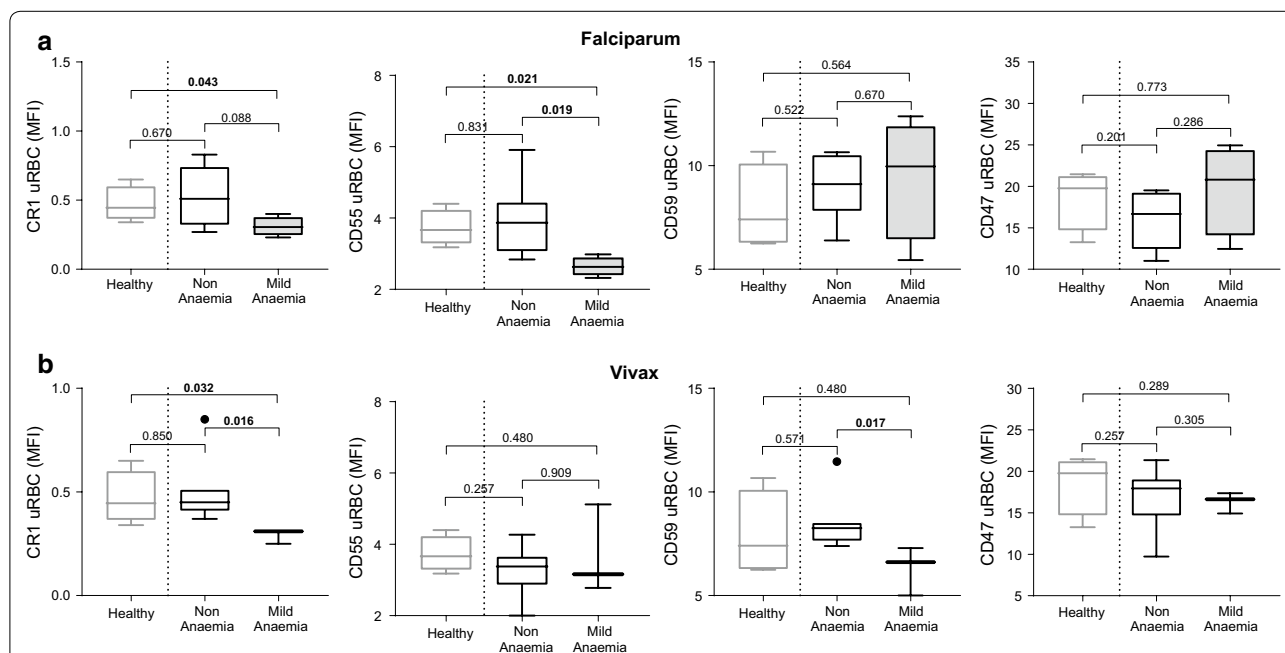 a
Falciparum
CR1 uRBC (MFI)
1.5
1.0
0.5
0.0
0.043
0.670
0.088
Healthy
Non
Anaemia
Mild
Anaemia
CD55 uRBC (MFI)
8
6
4
2
0.021
0.831
0.019
Healthy
Non
Anaemia
Mild
Anaemia
CD59 uRBC (MFI)
15
10
5
0.564
0.522
0.670
Healthy
Non
Anaemia
Mild
Anaemia
CD47 uRBC (MFI)
35
30
25
20
15
10
0.773
0.201
0.286
Healthy
Non
Anaemia
Mild
Anaemia
b
Vivax
CR1 uRBC (MFI)
1.0
0.5
0.0
0.032
0.850
0.016
Healthy
Non
Anaemia
Mild
Anaemia
CD55 uRBC (MFI)
8
6
4
2
0.480
0.257
0.909
Healthy
Non
Anaemia
Mild
Anaemia
CD59 uRBC (MFI)
15
10
5
0.480
0.571
0.017
Healthy
Non
Anaemia
Mild
Anaemia
CD47 uRBC (MFI)
30
25
20
15
10
5
0.289
0.257
0.305
Healthy
Non
Anaemia
Mild
Anaemia